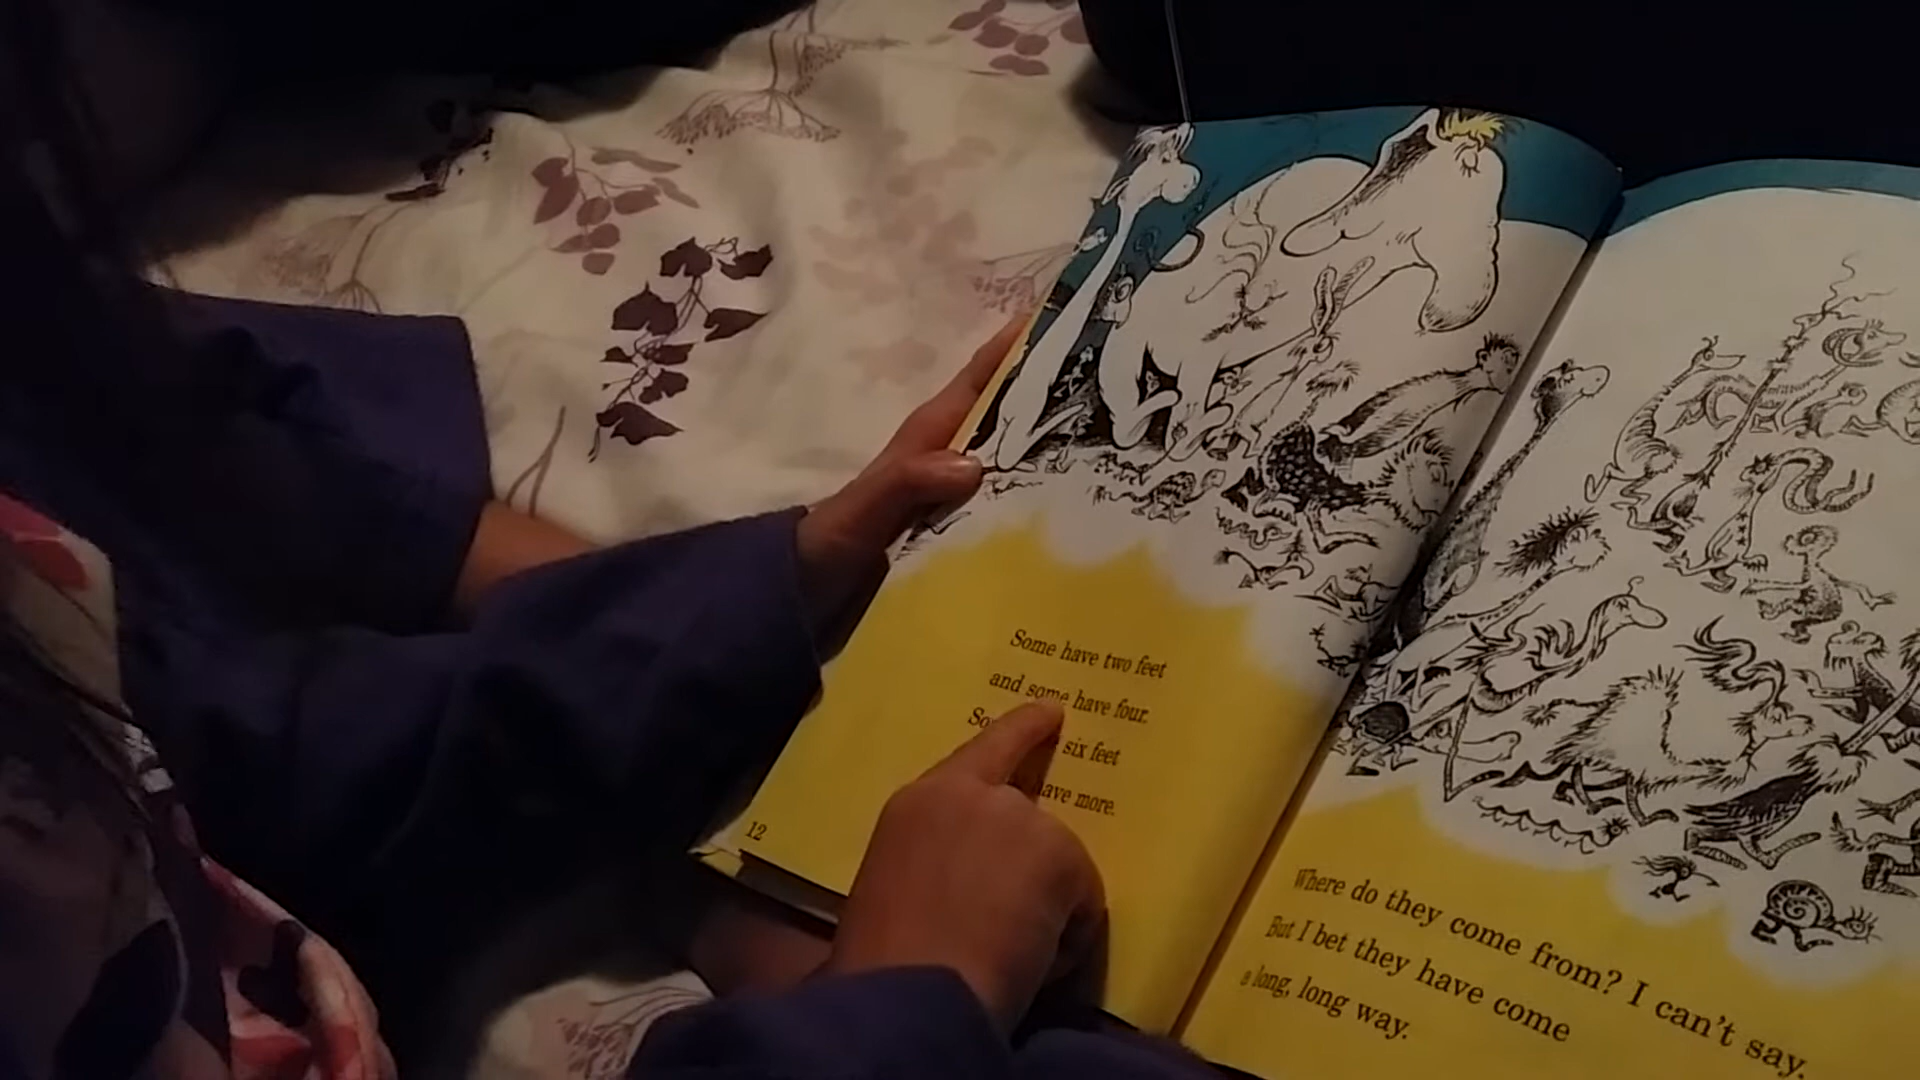 Some have two feet
and some have four.
six feet
have more.
12
Where do they come from? I can't say.
But I bet they have come
a long, long way.